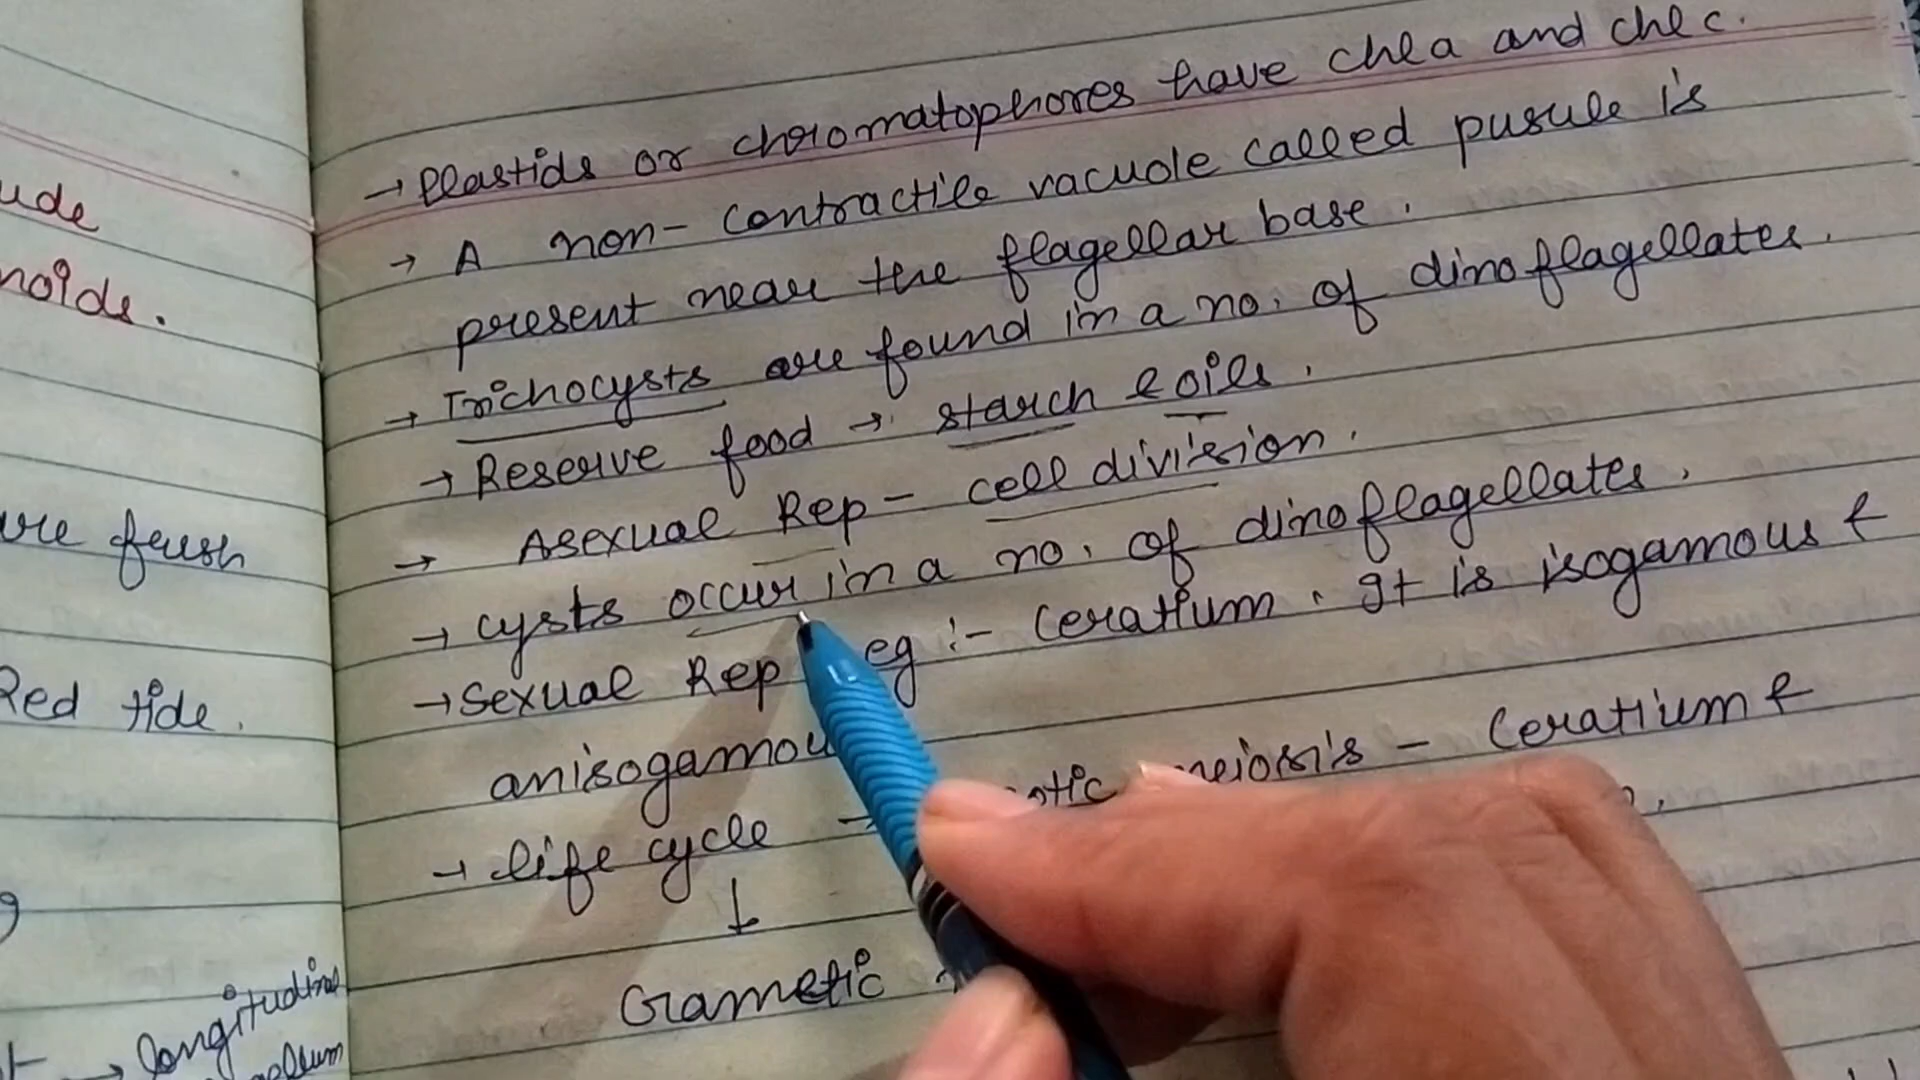 ude
noids.
fresh
Red tide.
longitudina
→ Plastids or chromatophores have chl a and chl c.
→ A non-contractile vacuole called pusule is
present near the flagellar base.
→ Trichocysts are found in a no. of dinoflagellates.
→ Reserve food → starch & oils.
→ Asexual Rep - cell division.
→ cysts occur in a no. of dinoflagellates.
→ Sexual Rep eg :- Ceratium. It is isogamous &
anisogamou
→ life cycle → otic meiosis - Ceratium &
↓
Gametic